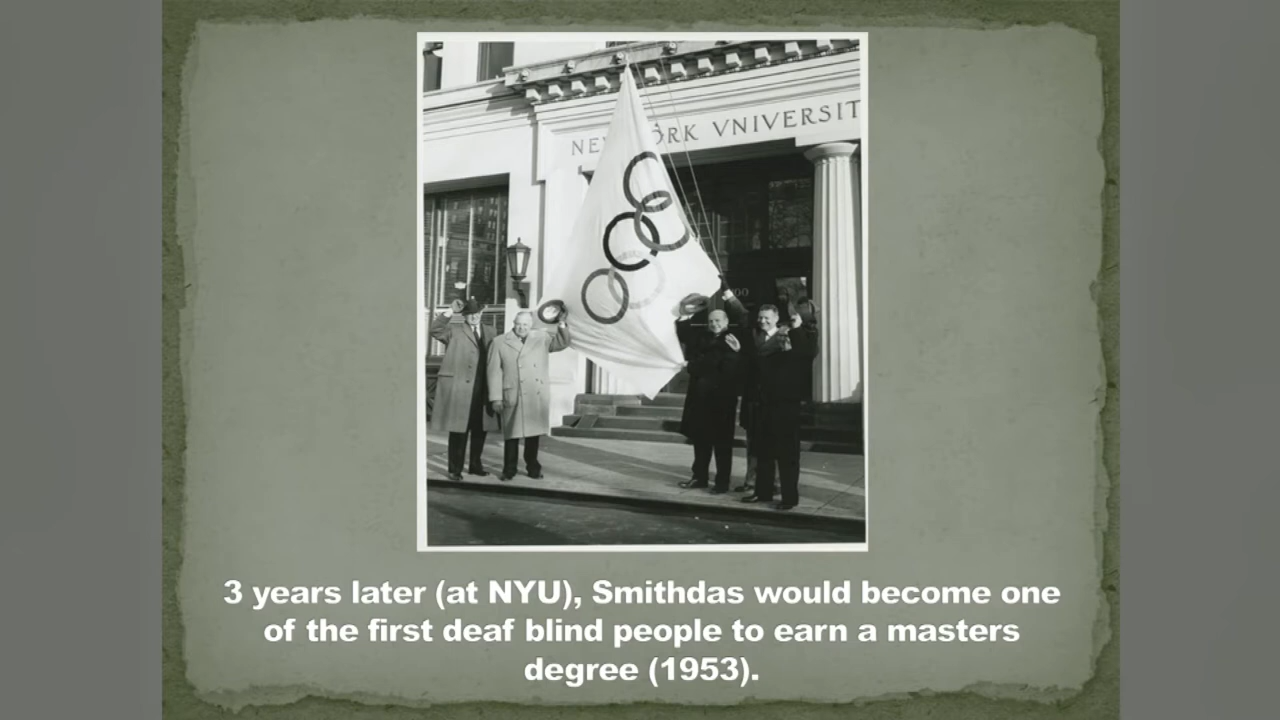 NEW YORK VNIVERSIT
00
3 years later (at NYU), Smithdas would become one
of the first deaf blind people to earn a masters
degree (1953).